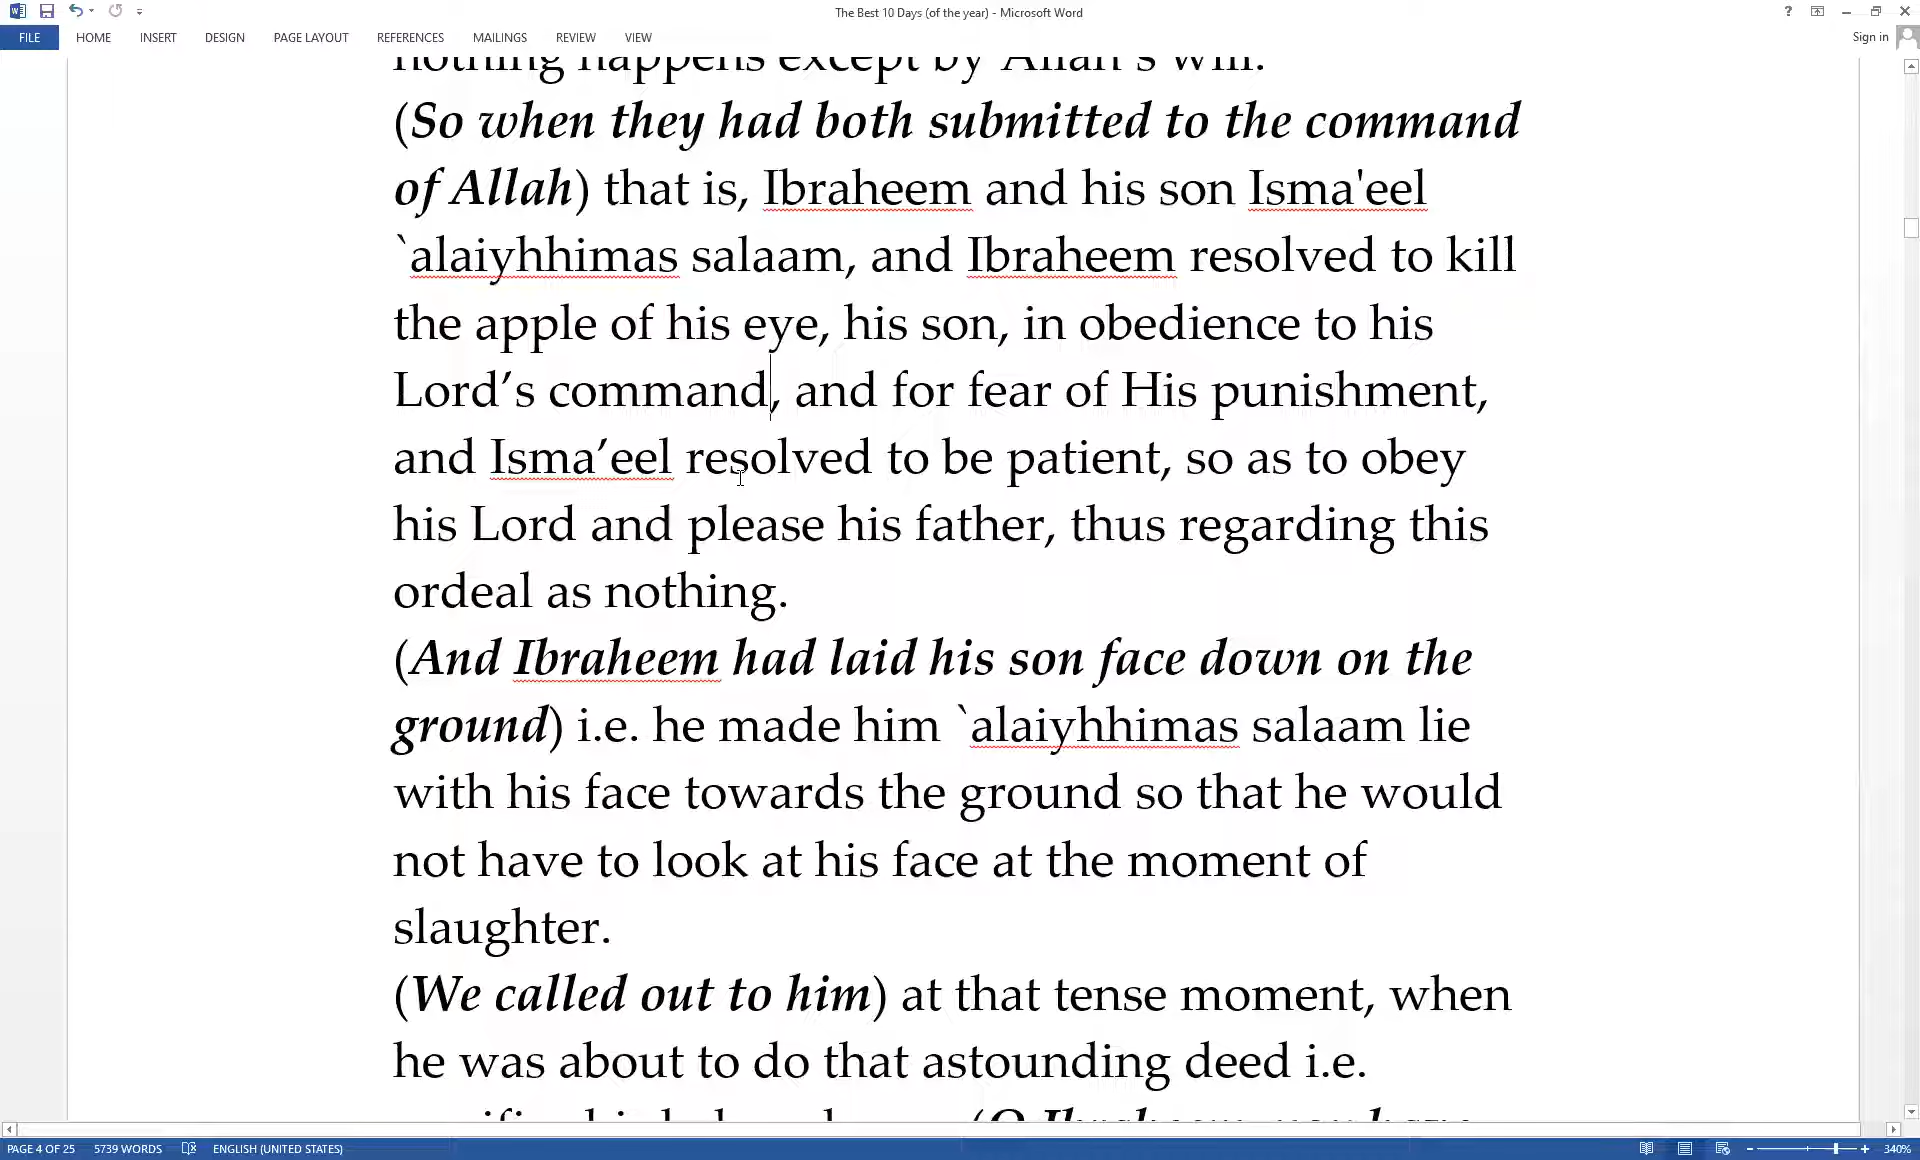 The Best 10 Days (of the year) - Microsoft Word
FILE HOME INSERT DESIGN PAGE LAYOUT REFERENCES MAILINGS REVIEW VIEW Sign in
nothing happens except by Allah's will.
(So when they had both submitted to the command
of Allah) that is, Ibraheem and his son Isma'eel
`alaiyhhimas salaam, and Ibraheem resolved to kill
the apple of his eye, his son, in obedience to his
Lord’s command, and for fear of His punishment,
and Isma’eel resolved to be patient, so as to obey
his Lord and please his father, thus regarding this
ordeal as nothing.
(And Ibraheem had laid his son face down on the
ground) i.e. he made him `alaiyhhimas salaam lie
with his face towards the ground so that he would
not have to look at his face at the moment of
slaughter.
(We called out to him) at that tense moment, when
he was about to do that astounding deed i.e.
PAGE 4 OF 25 5739 WORDS ENGLISH (UNITED STATES) 340%